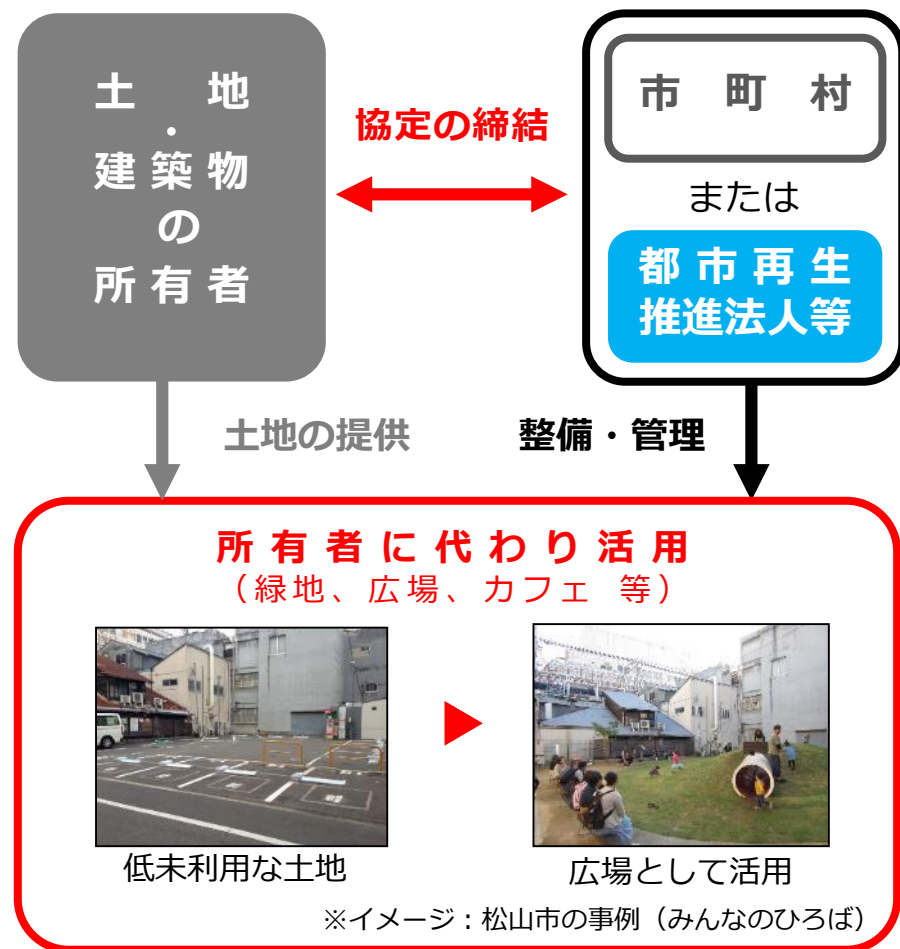 土地
・
建築物
の
所有者
協定の締結
市町村
または
都市再生
推進法人等
土地の提供
整備・管理
所有者に代わり活用
（緑地、広場、カフェ 等）
低未利用な土地
広場として活用
※イメージ：松山市の事例（みんなのひろば）